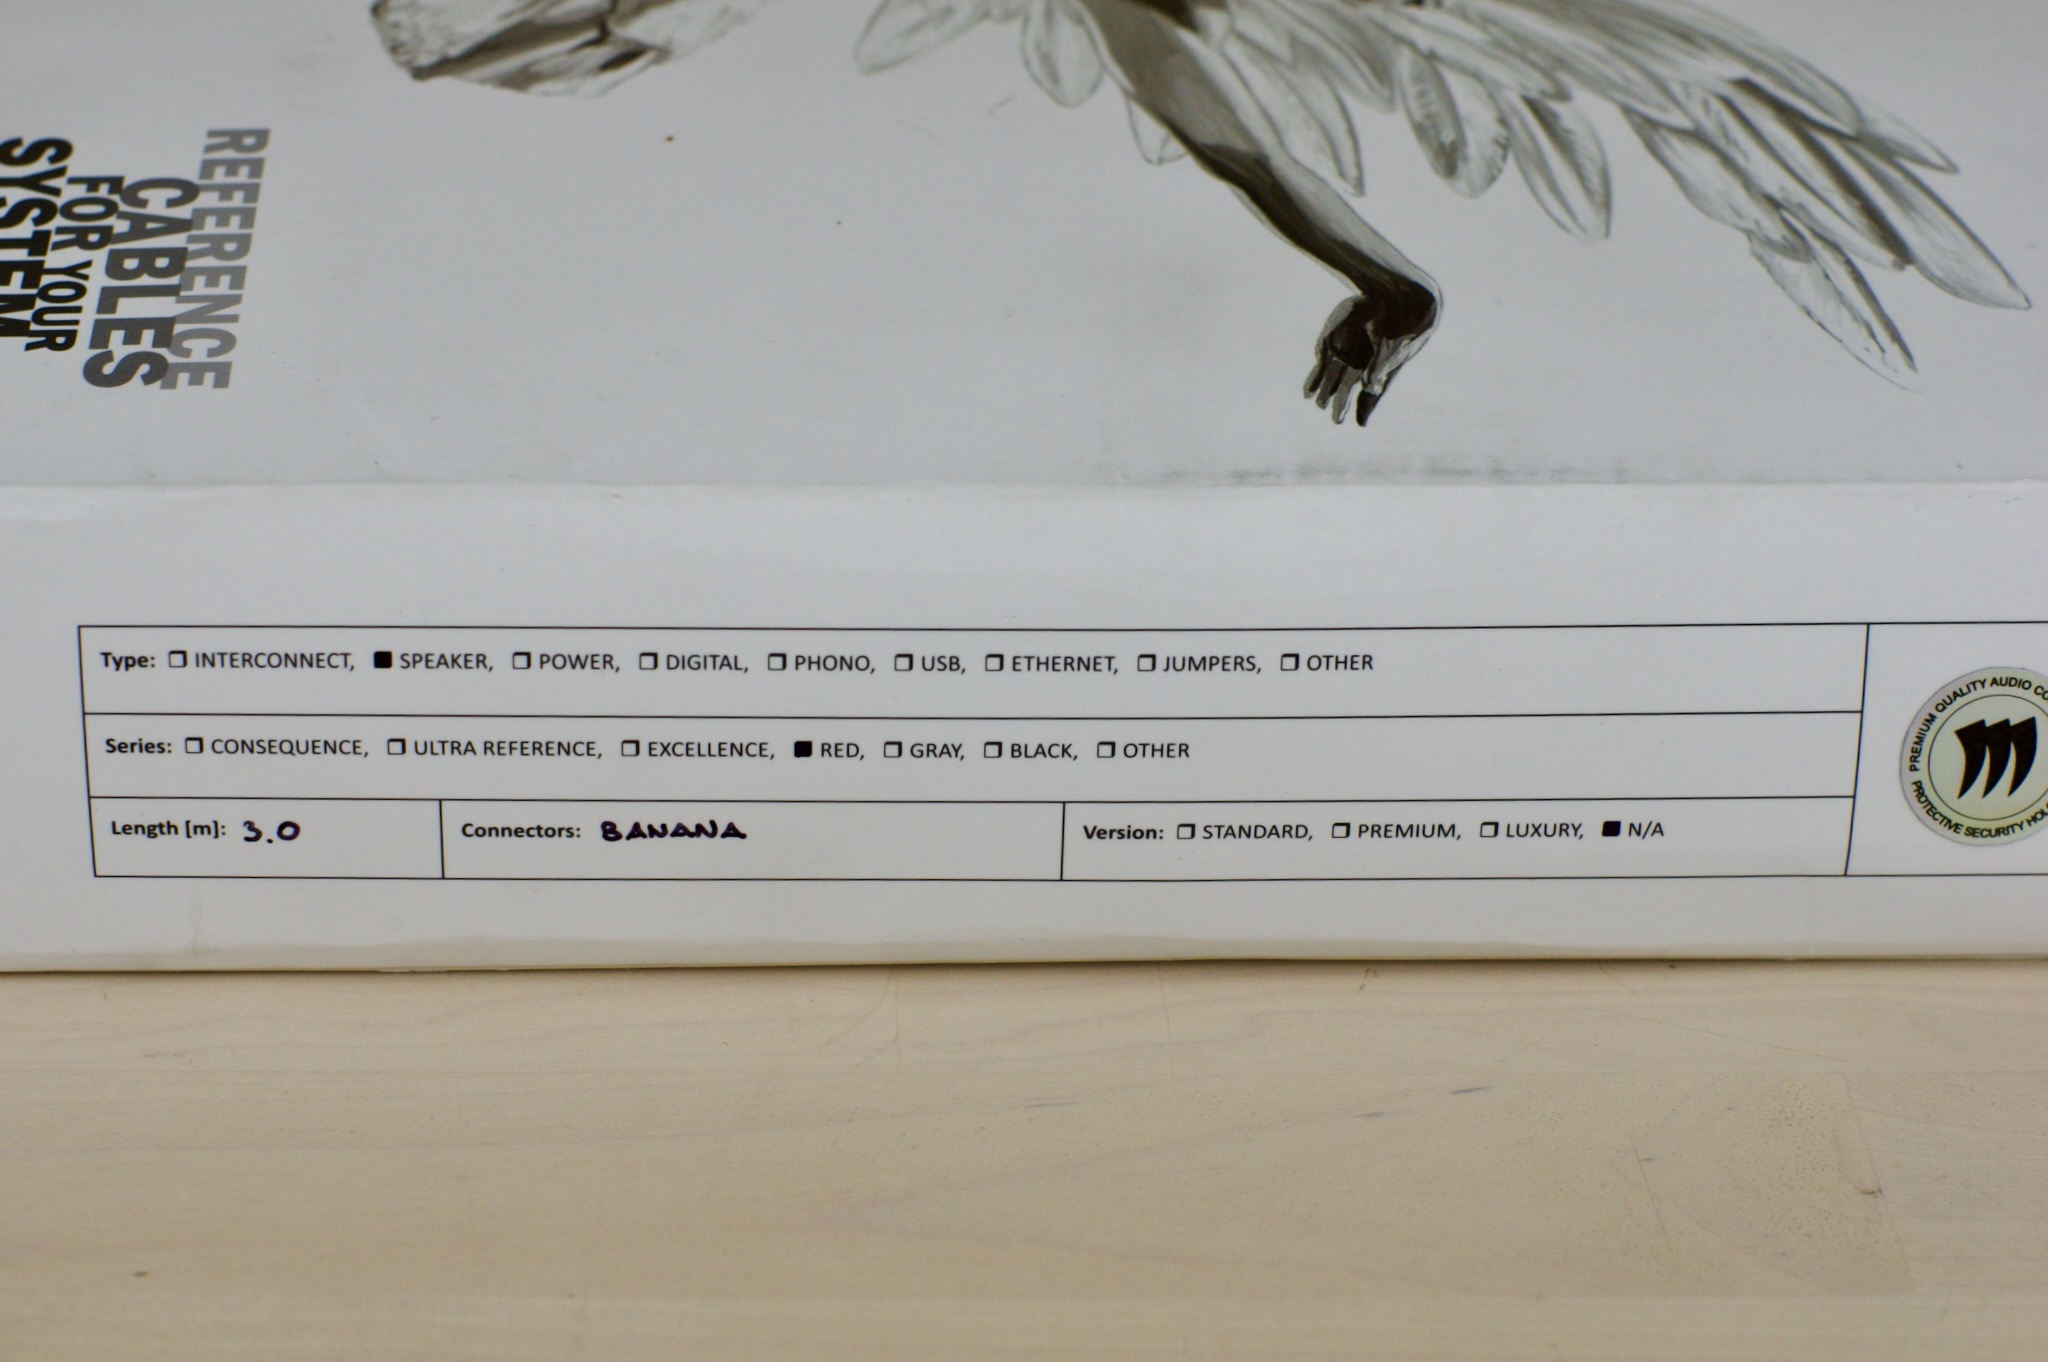 REFERENCE
CABLES
FOR YOUR
SYSTEM
Type: ❒ INTERCONNECT, ■ SPEAKER, ❒ POWER, ❒ DIGITAL, ❒ PHONO, ❒ USB, ❒ ETHERNET, ❒ JUMPERS, ❒ OTHER
Series: ❒ CONSEQUENCE, ❒ ULTRA REFERENCE, ❒ EXCELLENCE, ■ RED, ❒ GRAY, ❒ BLACK, ❒ OTHER
Length [m]: 3.0
Connectors: BANANA
Version: ❒ STANDARD, ❒ PREMIUM, ❒ LUXURY, ■ N/A
PREMIUM QUALITY AUDIO
PROTECTIVE SECURITY